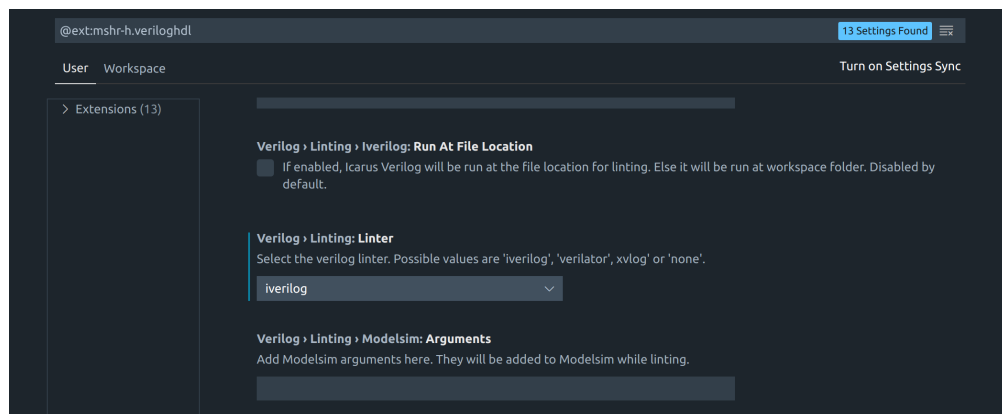 @ext:mshr-h.veriloghdl
13 Settings Found
User Workspace
Turn on Settings Sync
Extensions (13)
Verilog › Linting › Iverilog: Run At File Location
If enabled, Icarus Verilog will be run at the file location for linting. Else it will be run at workspace folder. Disabled by
default.
Verilog › Linting: Linter
Select the verilog linter. Possible values are 'iverilog', 'verilator', xvlog' or 'none'.
iverilog
Verilog › Linting › Modelsim: Arguments
Add Modelsim arguments here. They will be added to Modelsim while linting.